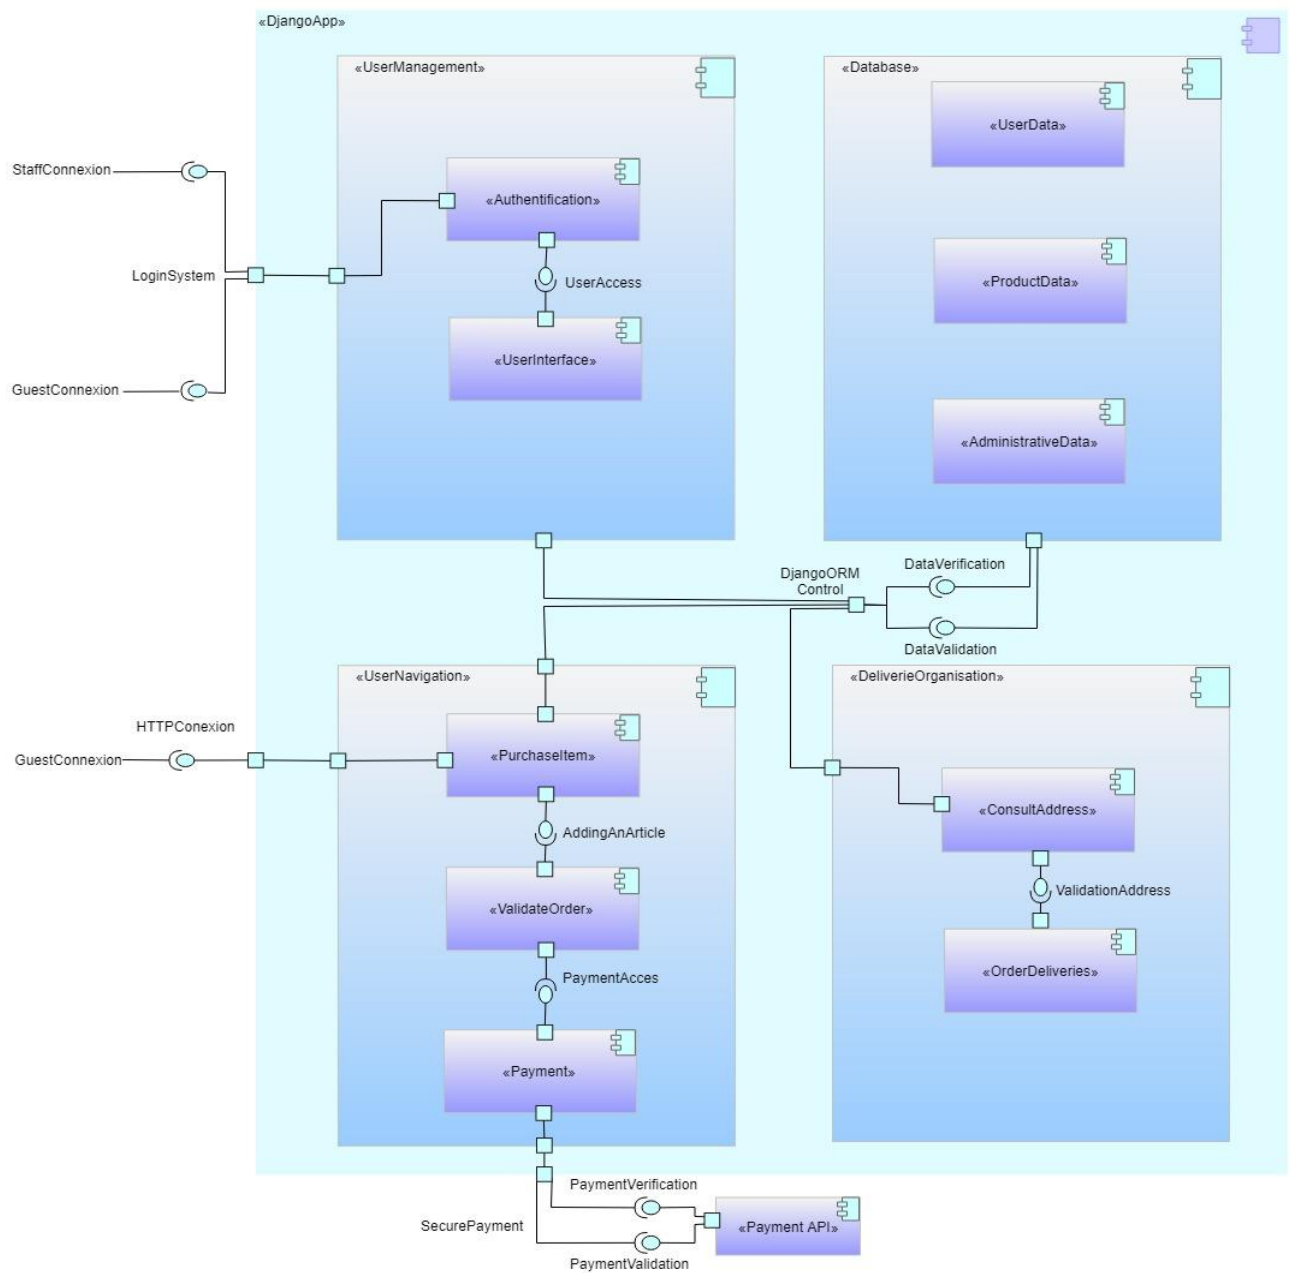 «DjangoApp»
«UserManagement»
«Database»
«UserData»
StaffConnexion
«Authentification»
LoginSystem
UserAccess
«ProductData»
«UserInterface»
GuestConnexion
«AdministrativeData»
DjangoORM
Control
DataVerification
DataValidation
«UserNavigation»
«DeliverieOrganisation»
HTTPConexion
GuestConnexion
«PurchaseItem»
«ConsultAddress»
AddingAnArticle
ValidationAddress
«ValidateOrder»
PaymentAcces
«OrderDeliveries»
«Payment»
PaymentVerification
SecurePayment
«Payment API»
PaymentValidation